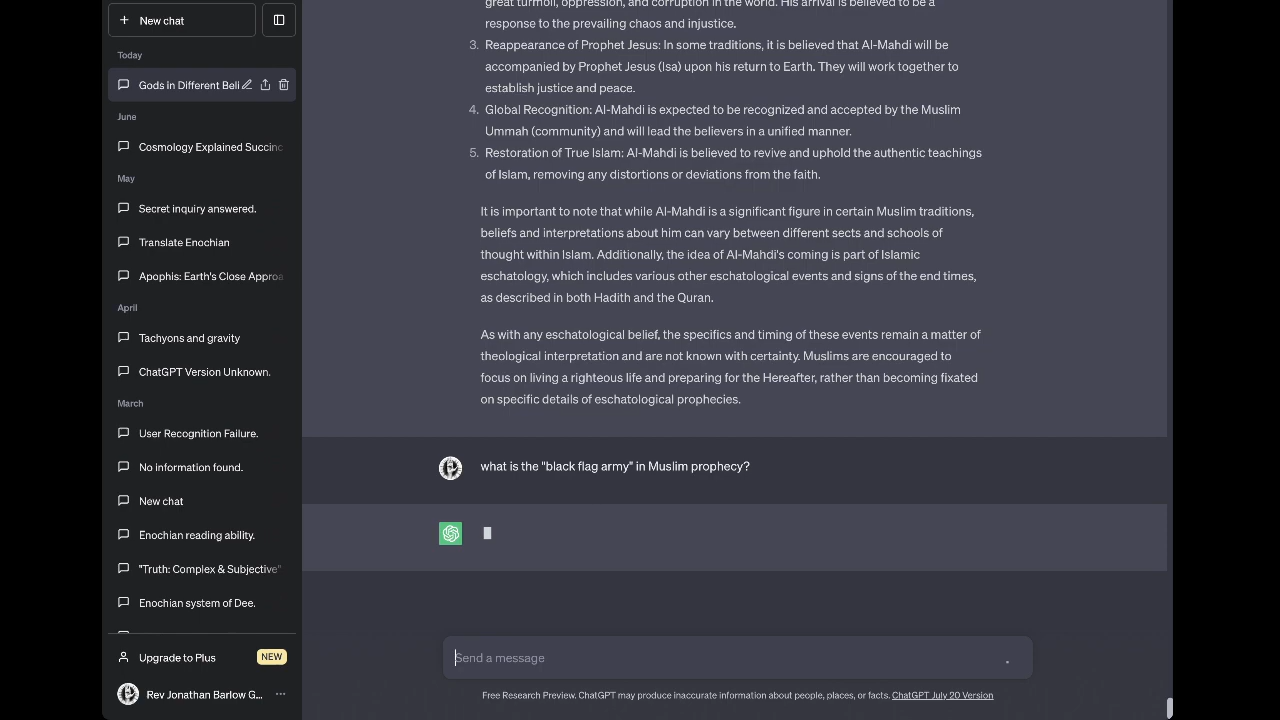 New chat
Today
Gods in Different Beli
June
Cosmology Explained Succinc
May
Secret inquiry answered.
Translate Enochian
Apophis: Earth's Close Approa
April
Tachyons and gravity
ChatGPT Version Unknown.
March
User Recognition Failure.
No information found.
New chat
Enochian reading ability.
"Truth: Complex & Subjective"
Enochian system of Dee.
Upgrade to Plus
NEW
Rev Jonathan Barlow G...
great turmoil, oppression, and corruption in the world. His arrival is believed to be a
response to the prevailing chaos and injustice.
3. Reappearance of Prophet Jesus: In some traditions, it is believed that Al-Mahdi will be
accompanied by Prophet Jesus (Isa) upon his return to Earth. They will work together to
establish justice and peace.
4. Global Recognition: Al-Mahdi is expected to be recognized and accepted by the Muslim
Ummah (community) and will lead the believers in a unified manner.
5. Restoration of True Islam: Al-Mahdi is believed to revive and uphold the authentic teachings
of Islam, removing any distortions or deviations from the faith.
It is important to note that while Al-Mahdi is a significant figure in certain Muslim traditions,
beliefs and interpretations about him can vary between different sects and schools of
thought within Islam. Additionally, the idea of Al-Mahdi's coming is part of Islamic
eschatology, which includes various other eschatological events and signs of the end times,
as described in both Hadith and the Quran.
As with any eschatological belief, the specifics and timing of these events remain a matter of
theological interpretation and are not known with certainty. Muslims are encouraged to
focus on living a righteous life and preparing for the Hereafter, rather than becoming fixated
on specific details of eschatological prophecies.
what is the "black flag army" in Muslim prophecy?
Send a message
Free Research Preview. ChatGPT may produce inaccurate information about people, places, or facts. ChatGPT July 20 Version